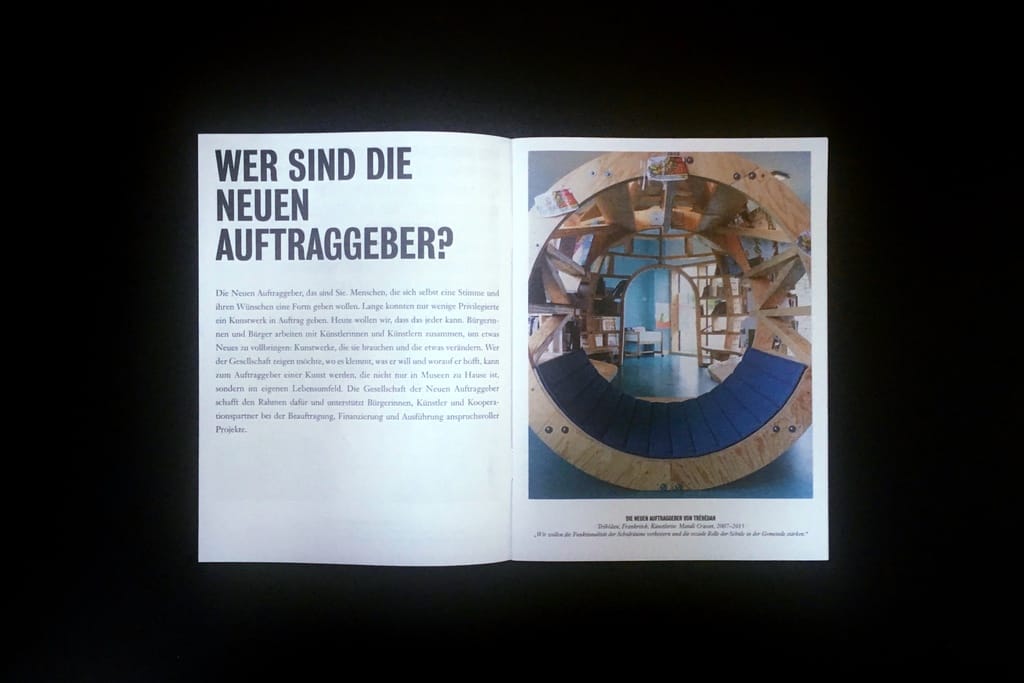 WER SIND DIE
NEUEN
AUFTRAGGEBER?
Die Neuen Auftraggeber, das sind Sie. Menschen, die sich selbst eine Stimme und
ihren Wünschen eine Form geben wollen. Lange konnten nur wenige Privilegierte
ein Kunstwerk in Auftrag geben. Heute wollen wir, dass das jeder kann. Bürgerin-
nen und Bürger arbeiten mit Künstlerinnen und Künstlern zusammen, um etwas
Neues zu vollbringen: Kunstwerke, die sie brauchen und die etwas verändern. Wer
der Gesellschaft zeigen möchte, wo es klemmt, was er will und worauf er hofft, kann
zum Auftraggeber einer Kunst werden, die nicht nur in Museen zu Hause ist,
sondern im eigenen Lebensumfeld. Die Gesellschaft der Neuen Auftraggeber
schafft den Rahmen dafür und unterstützt Bürgerinnen, Künstler und Koopera-
tionspartner bei der Beauftragung, Finanzierung und Ausführung anspruchsvoller
Projekte.
DIE NEUEN AUFTRAGGEBER VON TRÉBÉDAN
Trébédan, Frankreich, Künstlerin: Matali Crasset, 2007–2015
„Wir wollen die Funktionalität der Schulräume verbessern und die soziale Rolle der Schule in der Gemeinde stärken.“